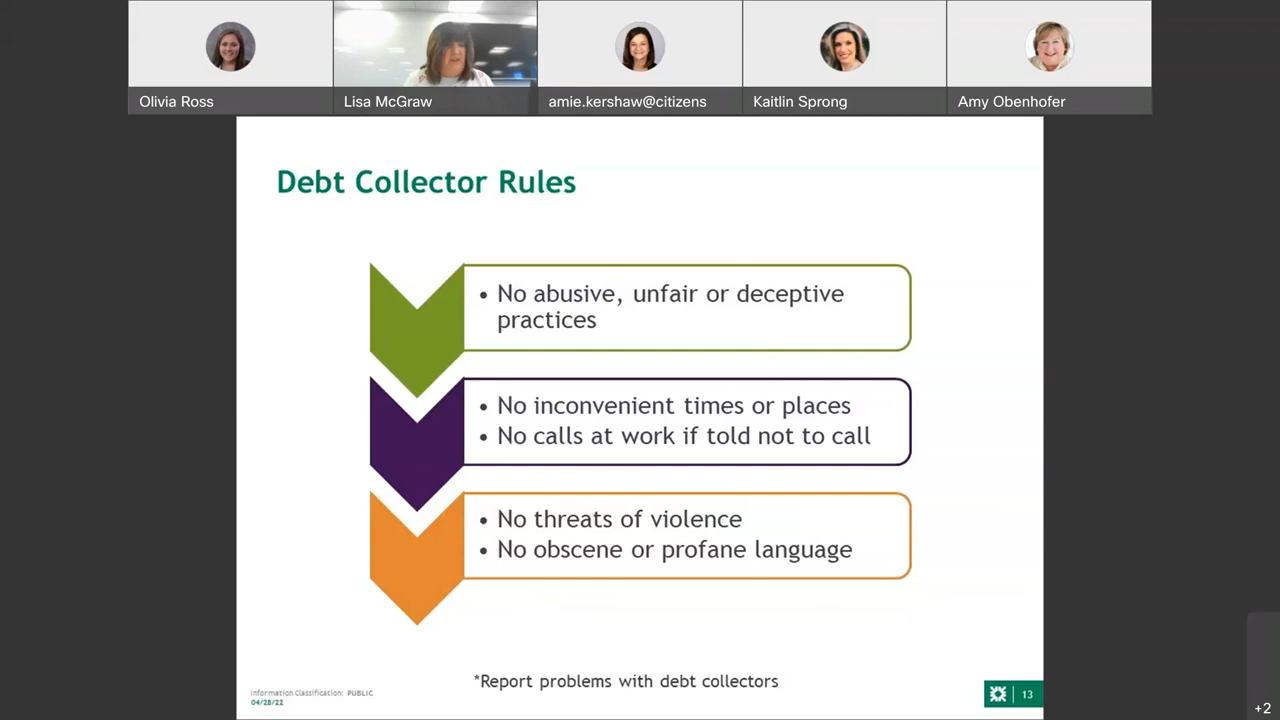 Olivia Ross
Lisa McGraw
amie.kershaw@citizens
Kaitlin Sprong
Amy Obenhofer
Debt Collector Rules
• No abusive, unfair or deceptive
practices
• No inconvenient times or places
• No calls at work if told not to call
• No threats of violence
• No obscene or profane language
*Report problems with debt collectors
Information Classification: PUBLIC
04/28/22
13
+2